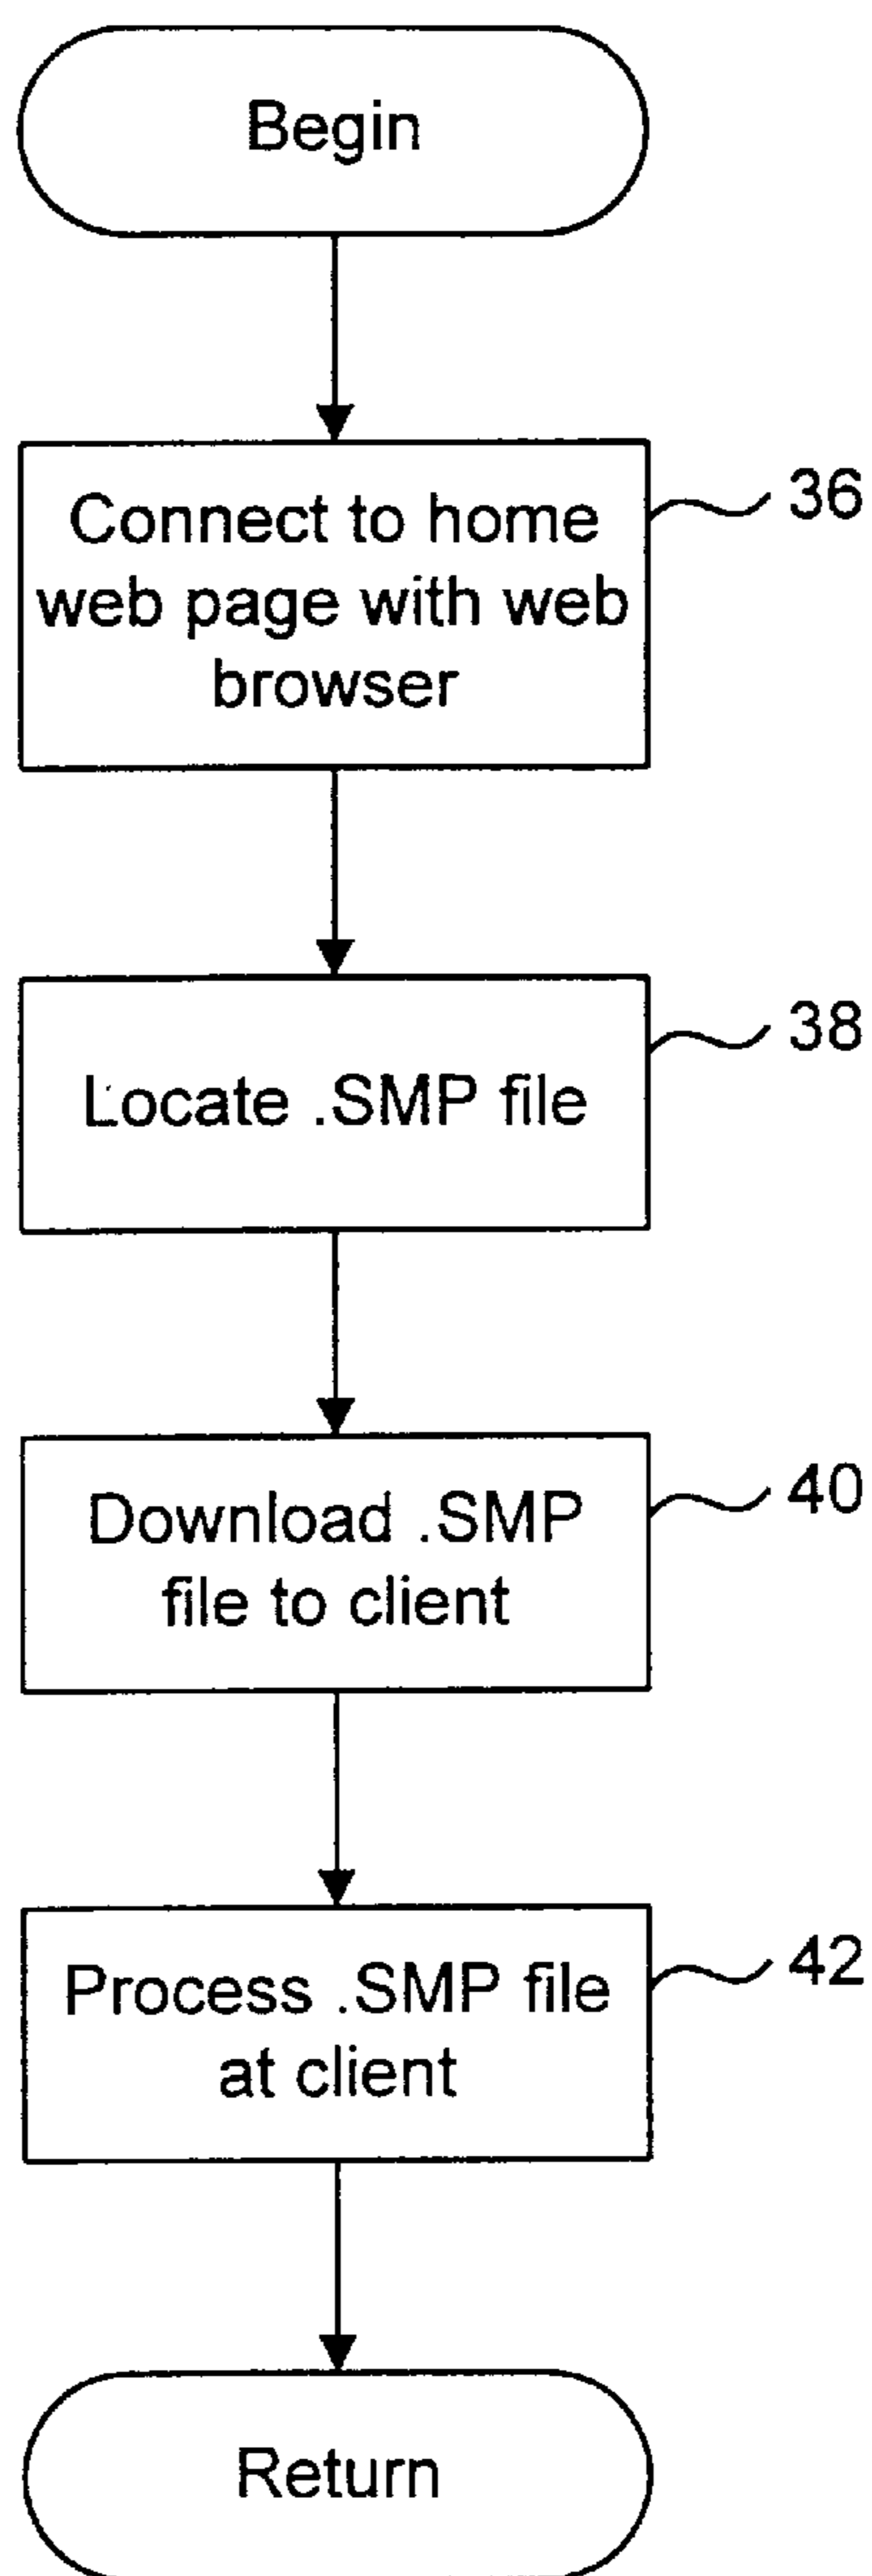 Begin
Connect to home
web page with web
browser
36
Locate .SMP file
38
Download .SMP
file to client
40
Process .SMP file
at client
42
Return